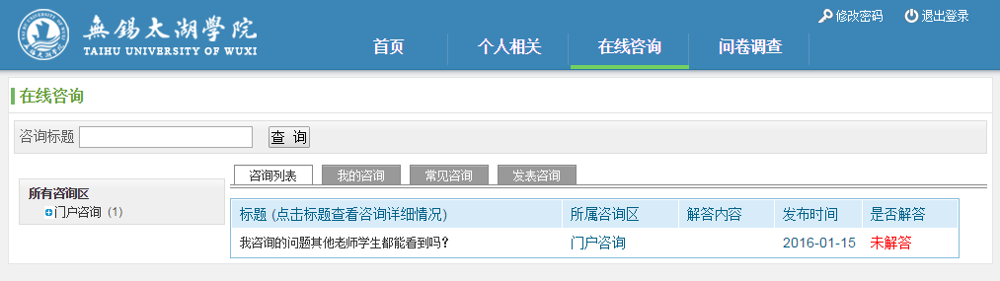 無錫太湖學院
TAIHU UNIVERSITY OF WUXI
修改密码 退出登录
首页 个人相关 在线咨询 问卷调查
在线咨询
咨询标题 查 询
所有咨询区
门户咨询 (1)
咨询列表 我的咨询 常见咨询 发表咨询
标题 (点击标题查看咨询详细情况) 所属咨询区 解答内容 发布时间 是否解答
我咨询的问题其他老师学生都能看到吗? 门户咨询 2016-01-15 未解答